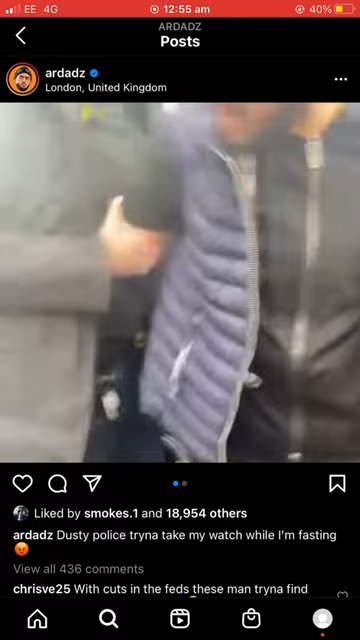 EE 4G 12:55 am 40%
ARDADZ
Posts
ardadz
London, United Kingdom
Liked by smokes.1 and 18,954 others
ardadz Dusty police tryna take my watch while I'm fasting
View all 436 comments
chrisve25 With cuts in the feds these man tryna find